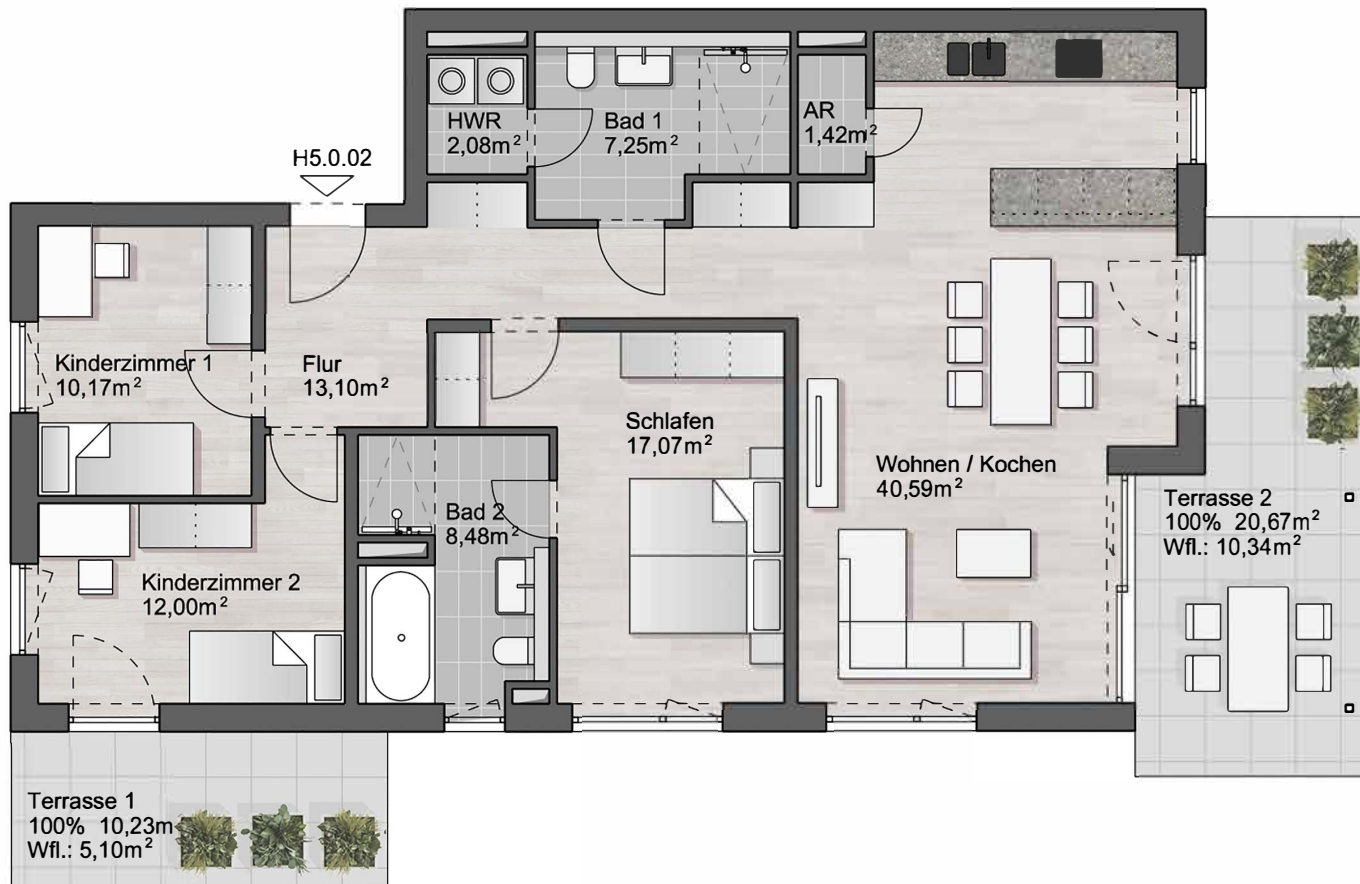 H5.0.02
HWR
2,08m²
Bad 1
7,25m²
AR
1,42m²
Kinderzimmer 1
10,17m²
Flur
13,10m²
Schlafen
17,07m²
Wohnen / Kochen
40,59m²
Terrasse 2
100% 20,67m²
Wfl.: 10,34m²
Bad 2
8,48m²
Kinderzimmer 2
12,00m²
Terrasse 1
100% 10,23m
Wfl.: 5,10m²